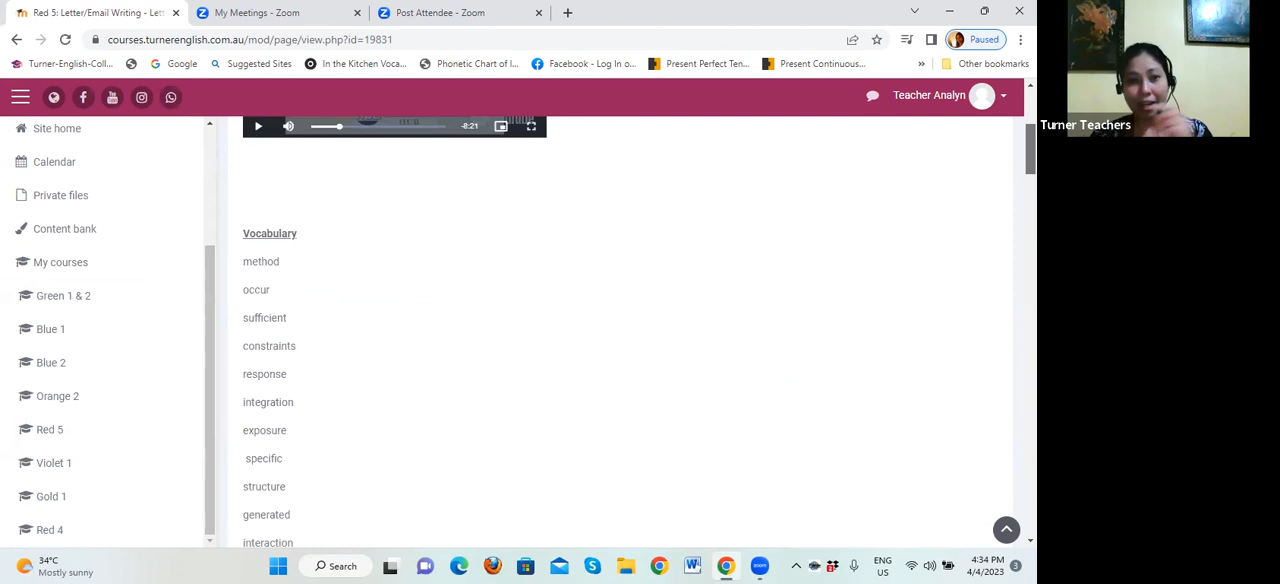 Red 5: Letter/Email Writing - Lett
My Meetings - Zoom
Post Attendee - Zoom
courses.turnerenglish.com.au/mod/page/view.php?id=19831
Paused
Turner-English-Coll...
Google
Suggested Sites
In the Kitchen Voca...
Phonetic Chart of I...
Facebook - Log In o...
Present Perfect Ten...
Present Continuous...
»
Other bookmarks
Teacher Analyn
Turner Teachers
Site home
Calendar
Private files
Content bank
My courses
Green 1 & 2
Blue 1
Blue 2
Orange 2
Red 5
Violet 1
Gold 1
Red 4
-8:21
Vocabulary
method
occur
sufficient
constraints
response
integration
exposure
specific
structure
generated
interaction
34°C
Mostly sunny
Search
ENG
US
4:34 PM
4/4/2023
3